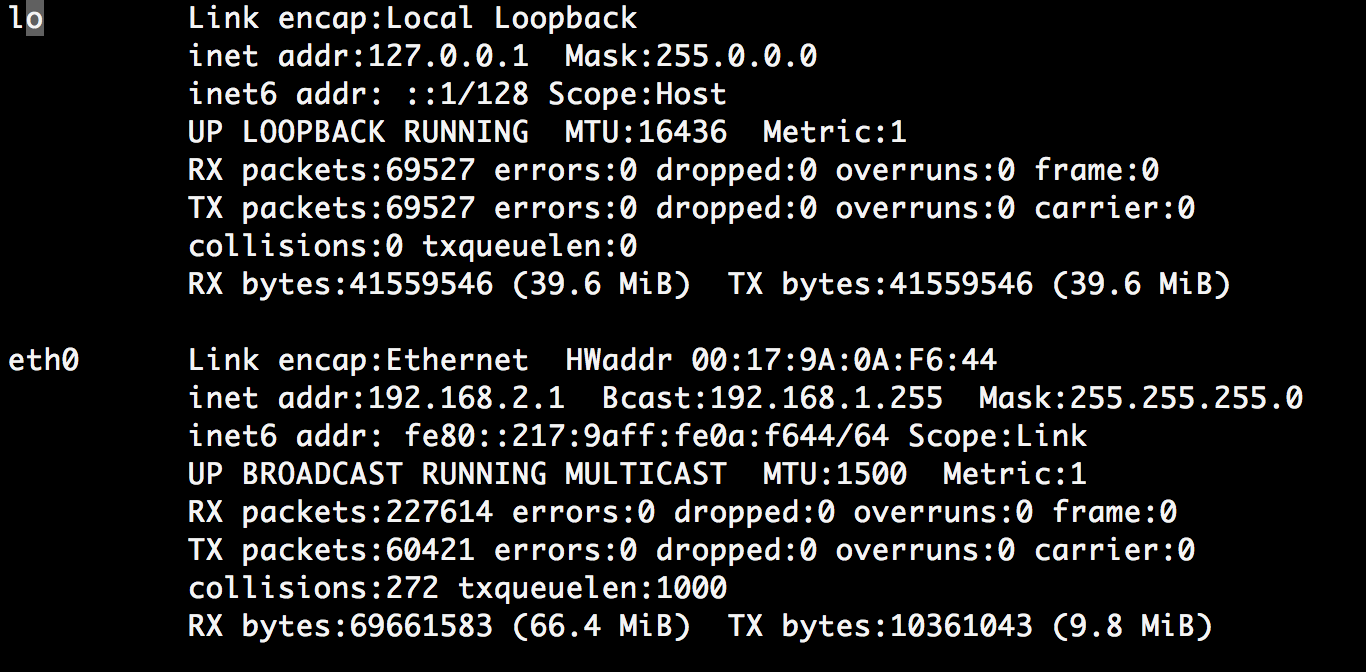 lo Link encap:Local Loopback
inet addr:127.0.0.1 Mask:255.0.0.0
inet6 addr: ::1/128 Scope:Host
UP LOOPBACK RUNNING MTU:16436 Metric:1
RX packets:69527 errors:0 dropped:0 overruns:0 frame:0
TX packets:69527 errors:0 dropped:0 overruns:0 carrier:0
collisions:0 txqueuelen:0
RX bytes:41559546 (39.6 MiB) TX bytes:41559546 (39.6 MiB)
eth0 Link encap:Ethernet HWaddr 00:17:9A:0A:F6:44
inet addr:192.168.2.1 Bcast:192.168.1.255 Mask:255.255.255.0
inet6 addr: fe80::217:9aff:fe0a:f644/64 Scope:Link
UP BROADCAST RUNNING MULTICAST MTU:1500 Metric:1
RX packets:227614 errors:0 dropped:0 overruns:0 frame:0
TX packets:60421 errors:0 dropped:0 overruns:0 carrier:0
collisions:272 txqueuelen:1000
RX bytes:69661583 (66.4 MiB) TX bytes:10361043 (9.8 MiB)